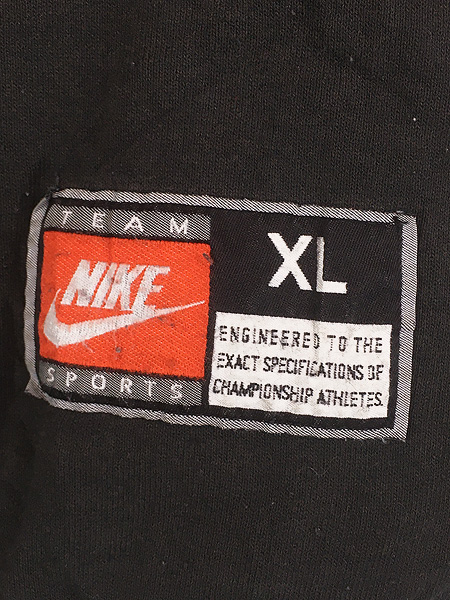 TEAM
NIKE
SPORTS
XL
ENGINEERED TO THE
EXACT SPECIFICATIONS OF
CHAMPIONSHIP ATHLETES.